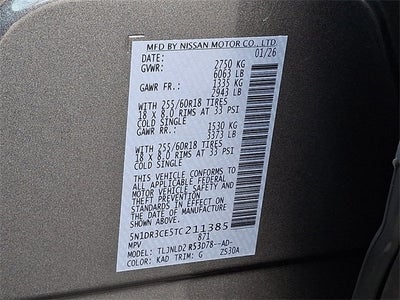 MFD BY NISSAN MOTOR CO., LTD.
DATE: 01/26
GVWR: 2750 KG
6063 LB
GAWR FR.: 1335 KG
2943 LB
WITH 255/60R18 TIRES
18 X 8.0 RIMS AT 33 PSI
COLD SINGLE
GAWR RR.: 1530 KG
3373 LB
WITH 255/60R18 TIRES
18 X 8.0 RIMS AT 33 PSI
COLD SINGLE
THIS VEHICLE CONFORMS TO
ALL APPLICABLE FEDERAL
MOTOR VEHICLE SAFETY AND
THEFT PREVENTION
STANDARDS IN EFFECT ON
THE DATE OF MANUFACTURE
SHOWN ABOVE.
5N1DR3CE5TC211385
MPV 871
MODEL: TLJNLD2 R53D78--AD-
COLOR: KAD TRIM: G ZS30A